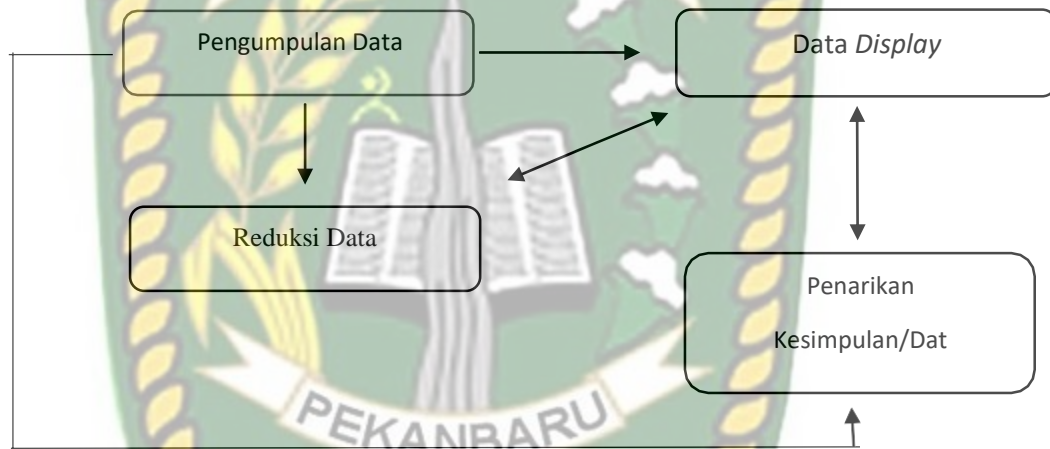 Pengumpulan Data
Data Display
Reduksi Data
Penarikan
Kesimpulan/Dat
PEKANBARU